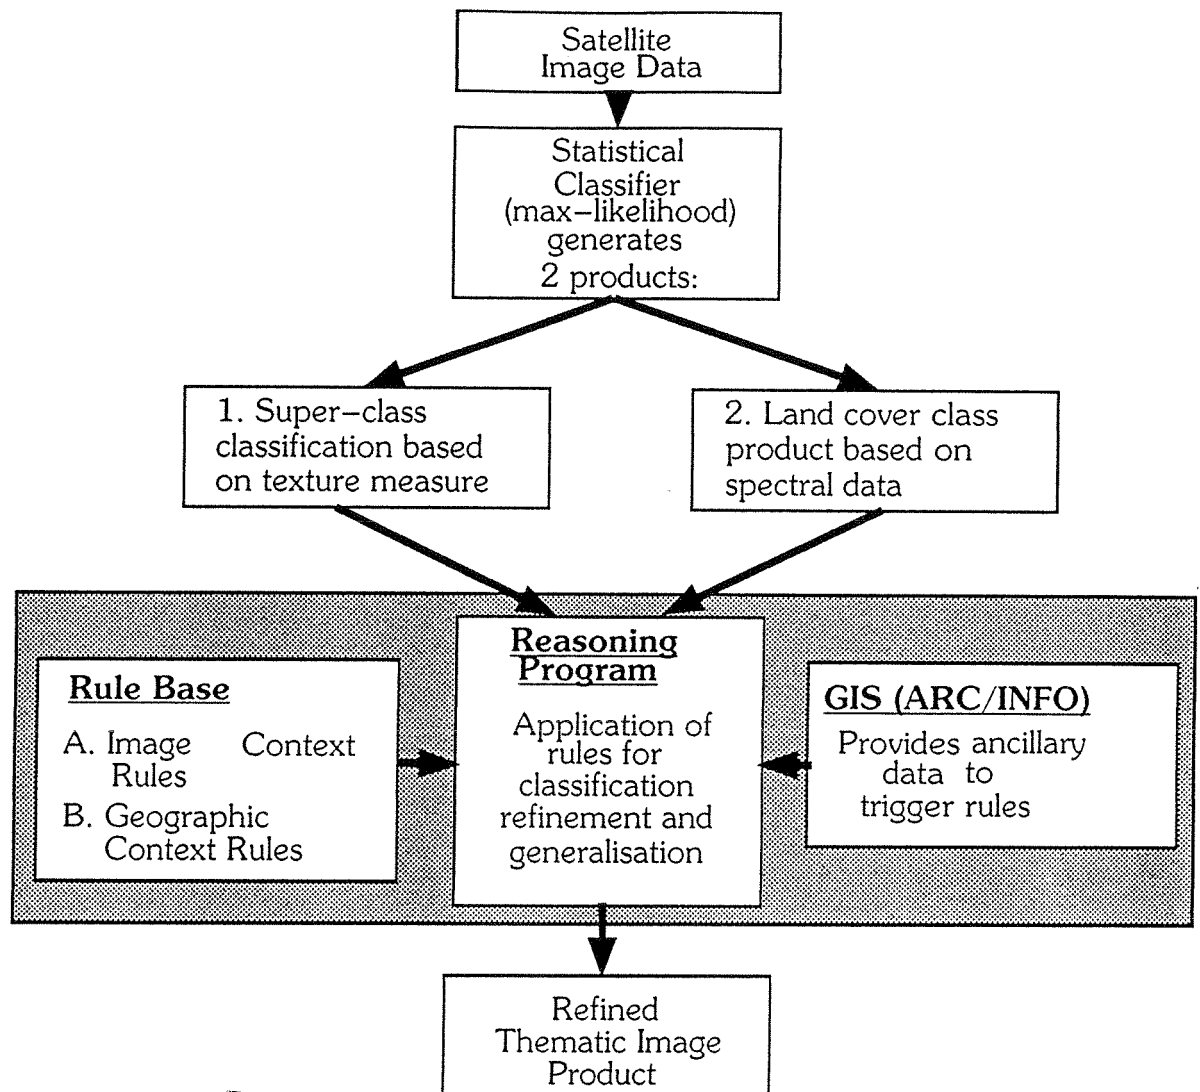 Satellite
Image Data
Statistical
Classifier
(max–likelihood)
generates
2 products:
1. Super–class
classification based
on texture measure
2. Land cover class
product based on
spectral data
Rule Base
A. Image Context
Rules
B. Geographic
Context Rules
Reasoning
Program
Application of
rules for
classification
refinement and
generalisation
GIS (ARC/INFO)
Provides ancillary
data to
trigger rules
Refined
Thematic Image
Product